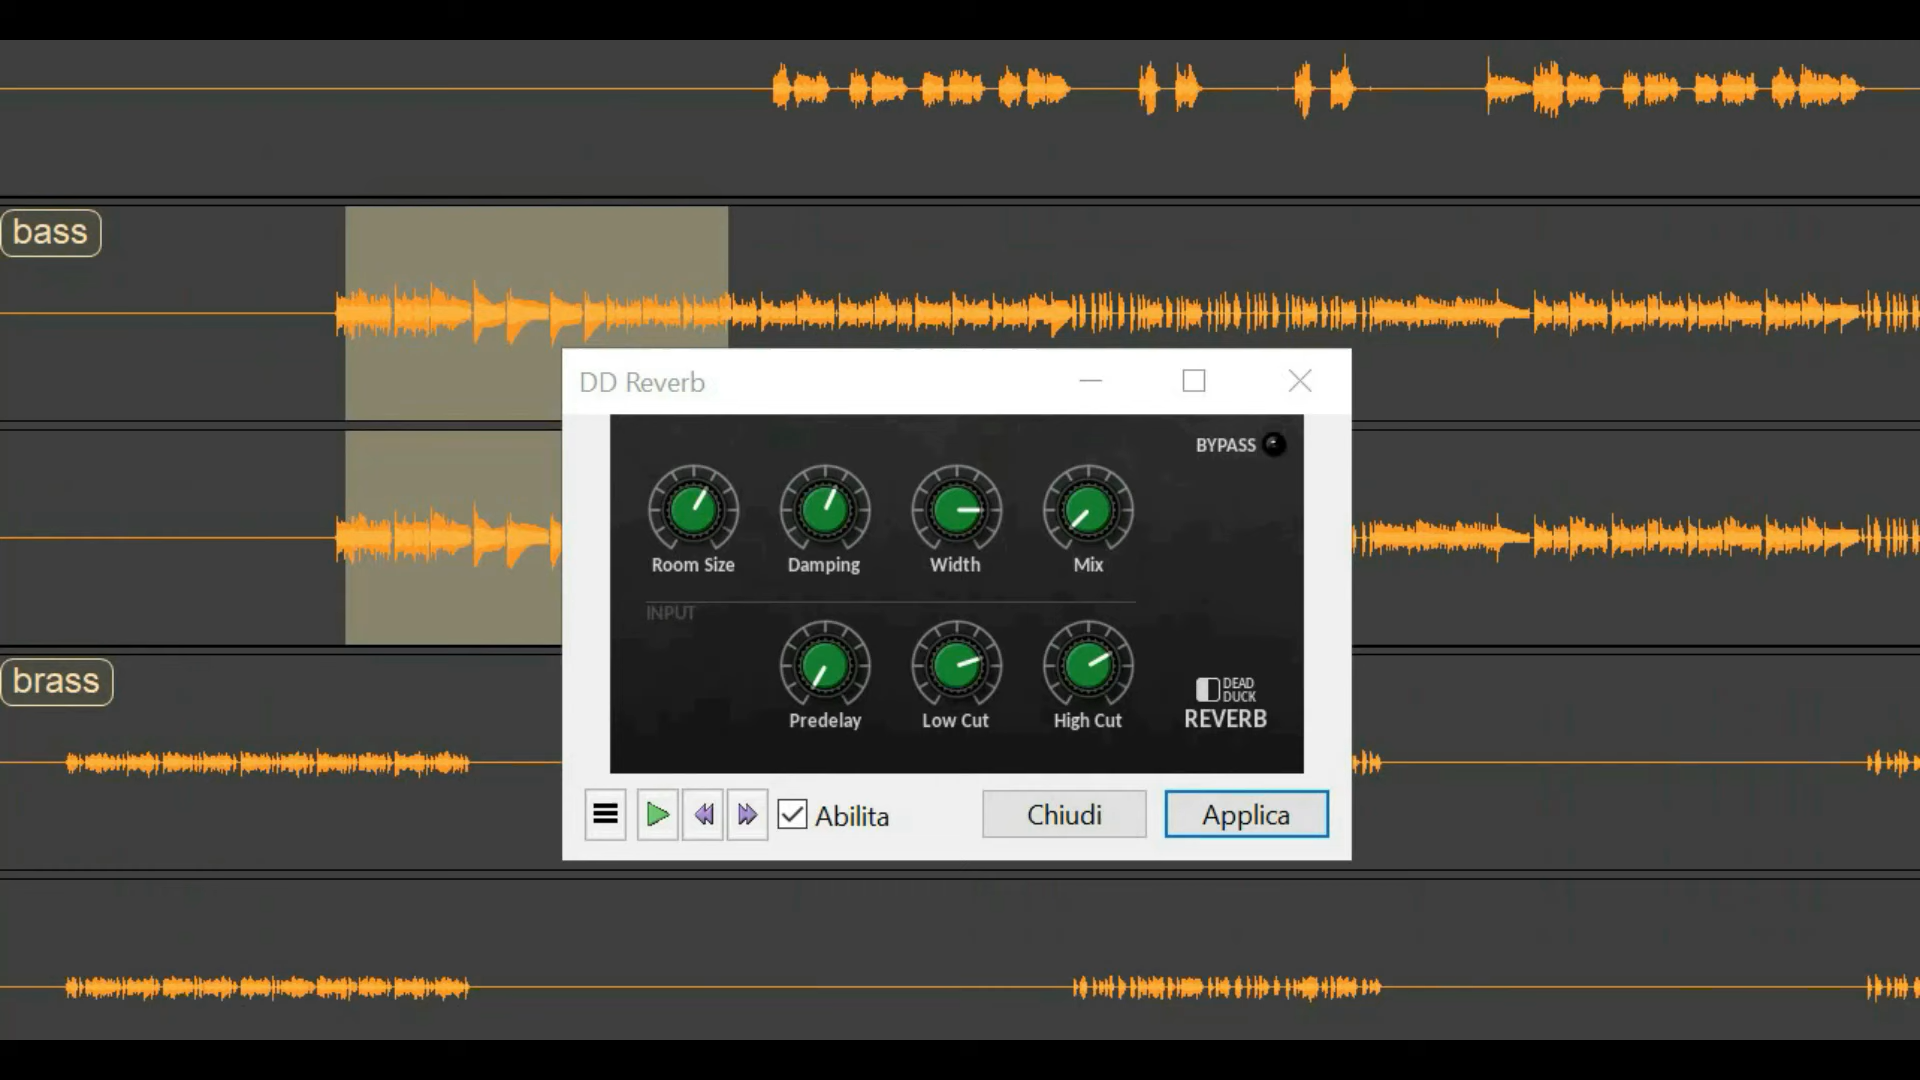 bass
DD Reverb
BYPASS
Room Size
Damping
Width
Mix
INPUT
Predelay
Low Cut
High Cut
DEAD
DUCK
REVERB
brass
Abilita
Chiudi
Applica